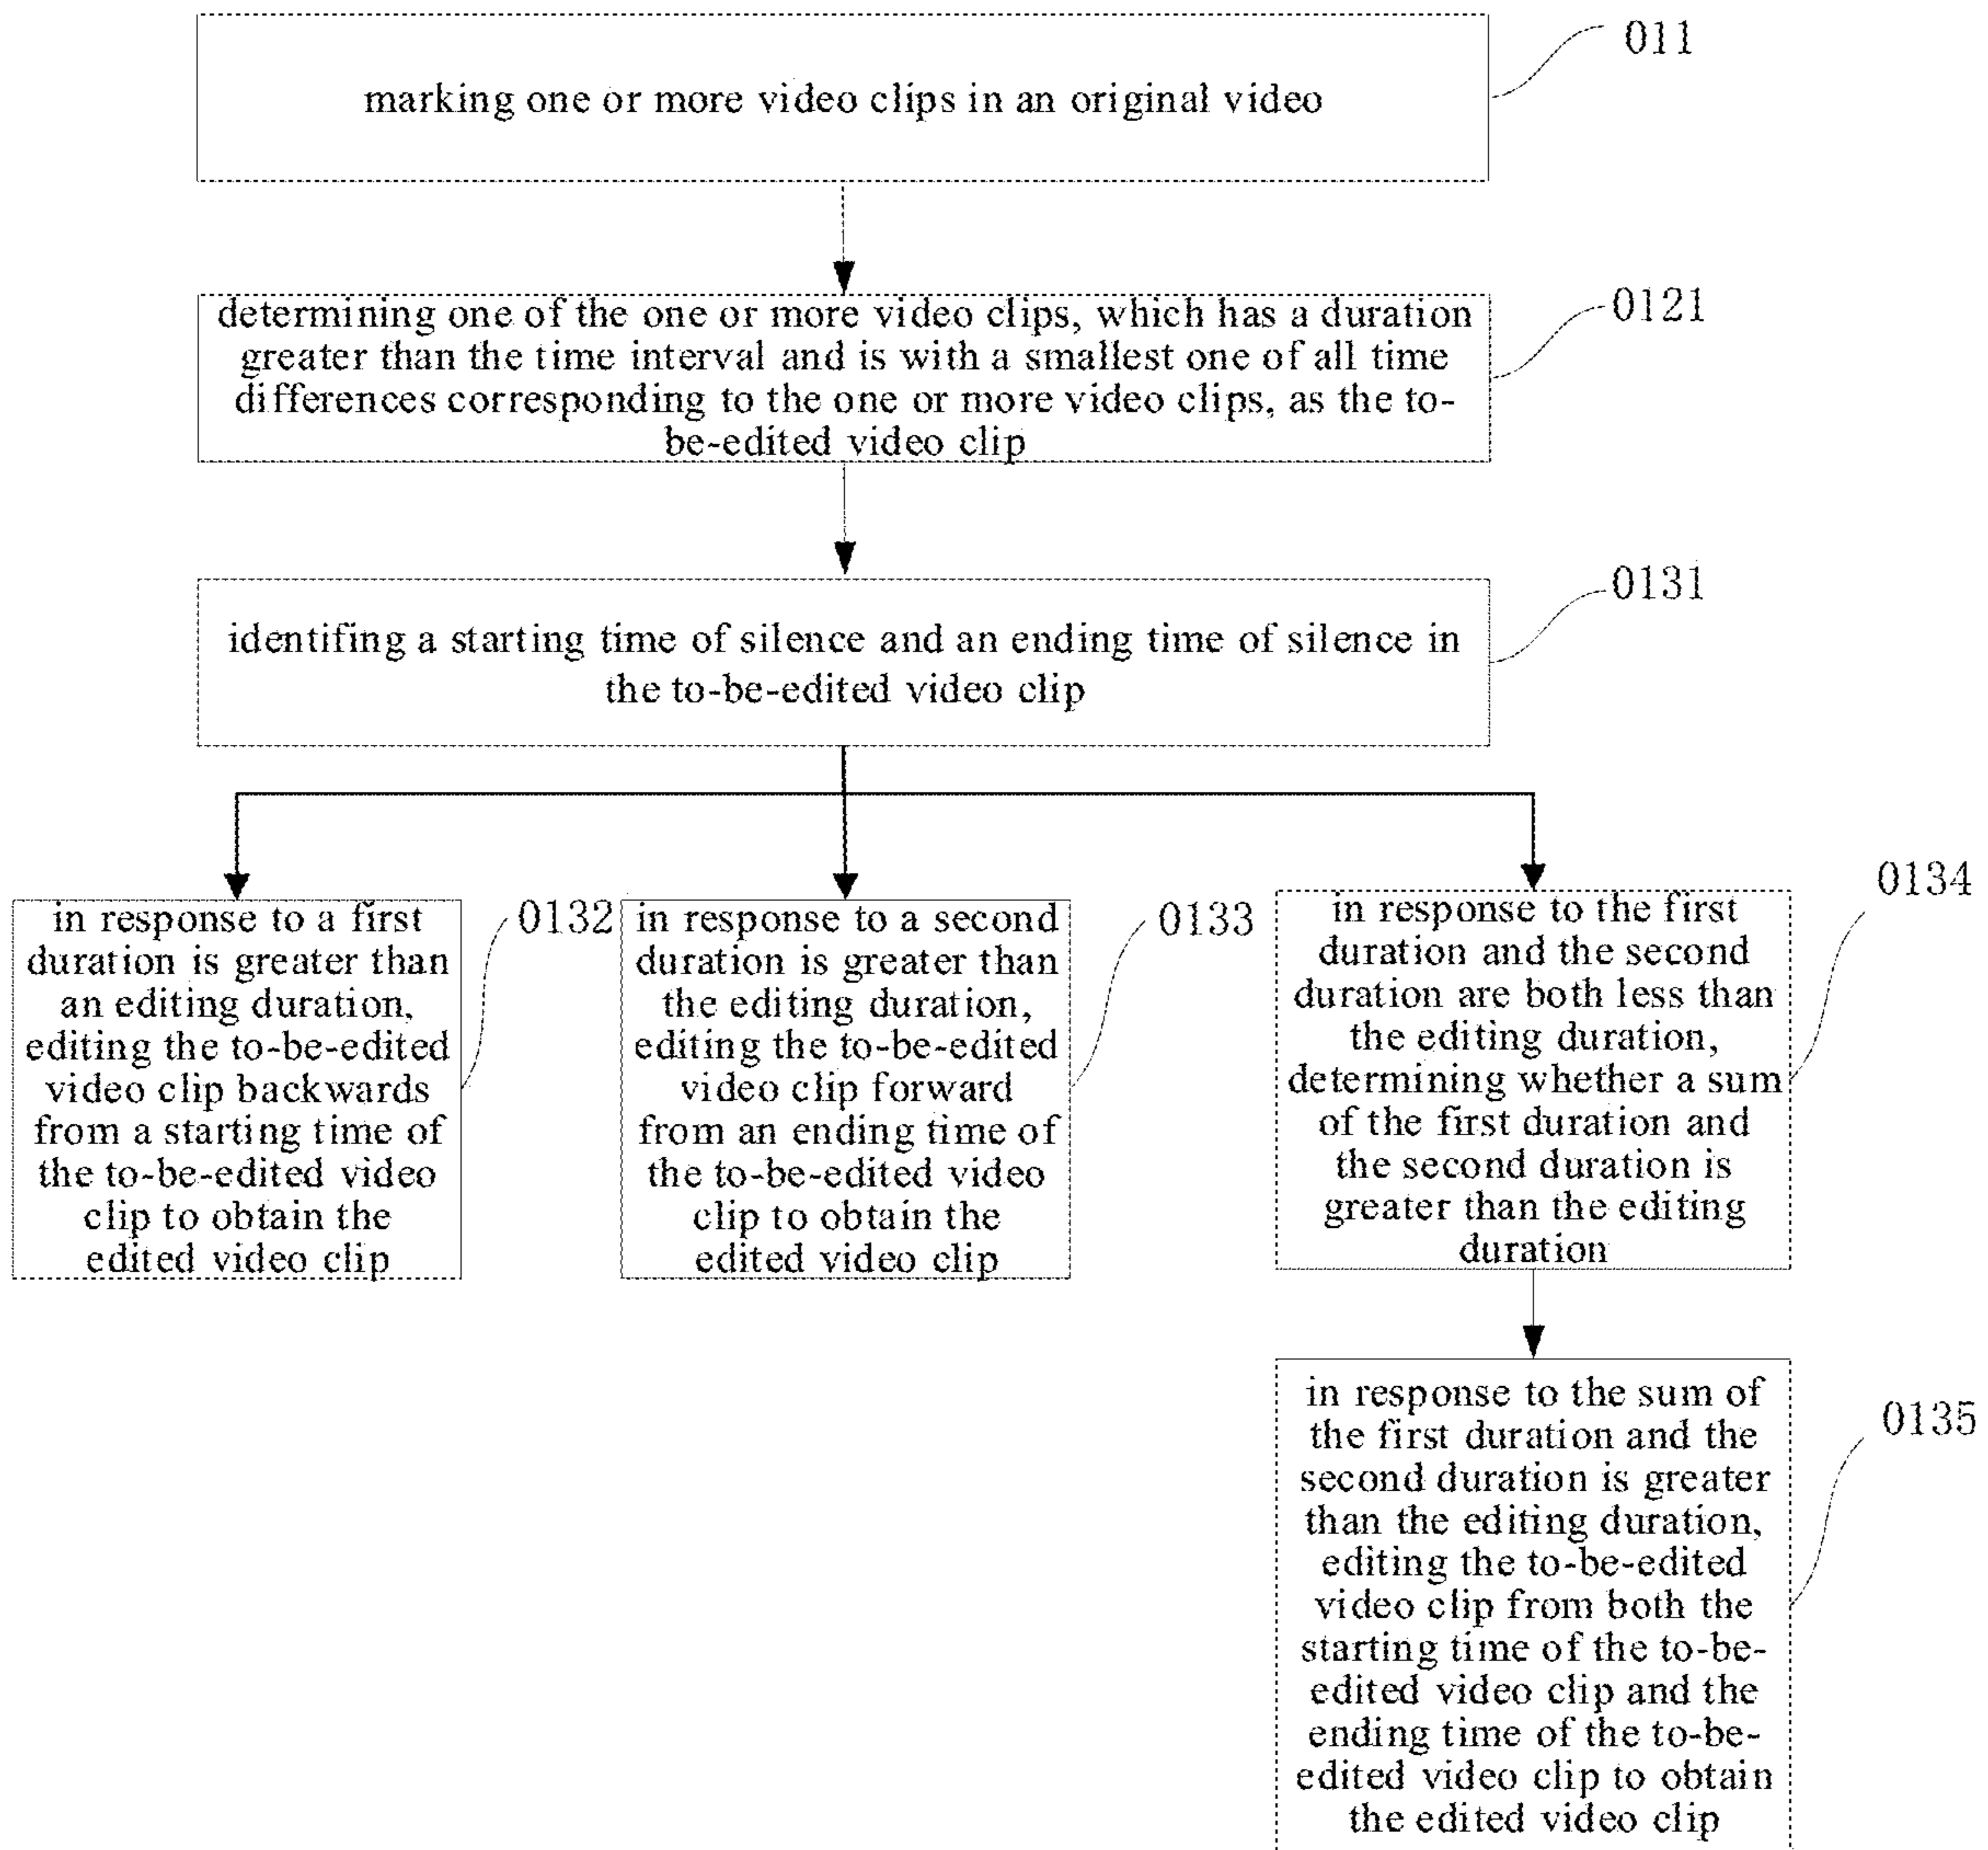 011
marking one or more video clips in an original video
0121
determining one of the one or more video clips, which has a duration
greater than the time interval and is with a smallest one of all time
differences corresponding to the one or more video clips, as the to-
be-edited video clip
0131
identifing a starting time of silence and an ending time of silence in
the to-be-edited video clip
0132
in response to a first
duration is greater than
an editing duration,
editing the to-be-edited
video clip backwards
from a starting time of
the to-be-edited video
clip to obtain the
edited video clip
0133
in response to a second
duration is greater than
the editing duration,
editing the to-be-edited
video clip forward
from an ending time of
the to-be-edited video
clip to obtain the
edited video clip
0134
in response to the first
duration and the second
duration are both less than
the editing duration,
determining whether a sum
of the first duration and
the second duration is
greater than the editing
duration
0135
in response to the sum of
the first duration and the
second duration is greater
than the editing duration,
editing the to-be-edited
video clip from both the
starting time of the to-be-
edited video clip and the
ending time of the to-be-
edited video clip to obtain
the edited video clip